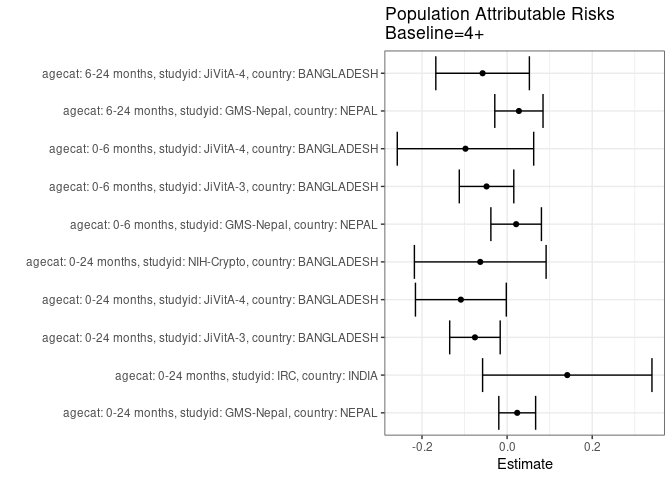 Population Attributable Risks
Baseline=4+
agecat: 6-24 months, studyid: JiVitA-4, country: BANGLADESH
agecat: 6-24 months, studyid: GMS-Nepal, country: NEPAL
agecat: 0-6 months, studyid: JiVitA-4, country: BANGLADESH
agecat: 0-6 months, studyid: JiVitA-3, country: BANGLADESH
agecat: 0-6 months, studyid: GMS-Nepal, country: NEPAL
agecat: 0-24 months, studyid: NIH-Crypto, country: BANGLADESH
agecat: 0-24 months, studyid: JiVitA-4, country: BANGLADESH
agecat: 0-24 months, studyid: JiVitA-3, country: BANGLADESH
agecat: 0-24 months, studyid: IRC, country: INDIA
agecat: 0-24 months, studyid: GMS-Nepal, country: NEPAL
-0.2 0.0 0.2
Estimate